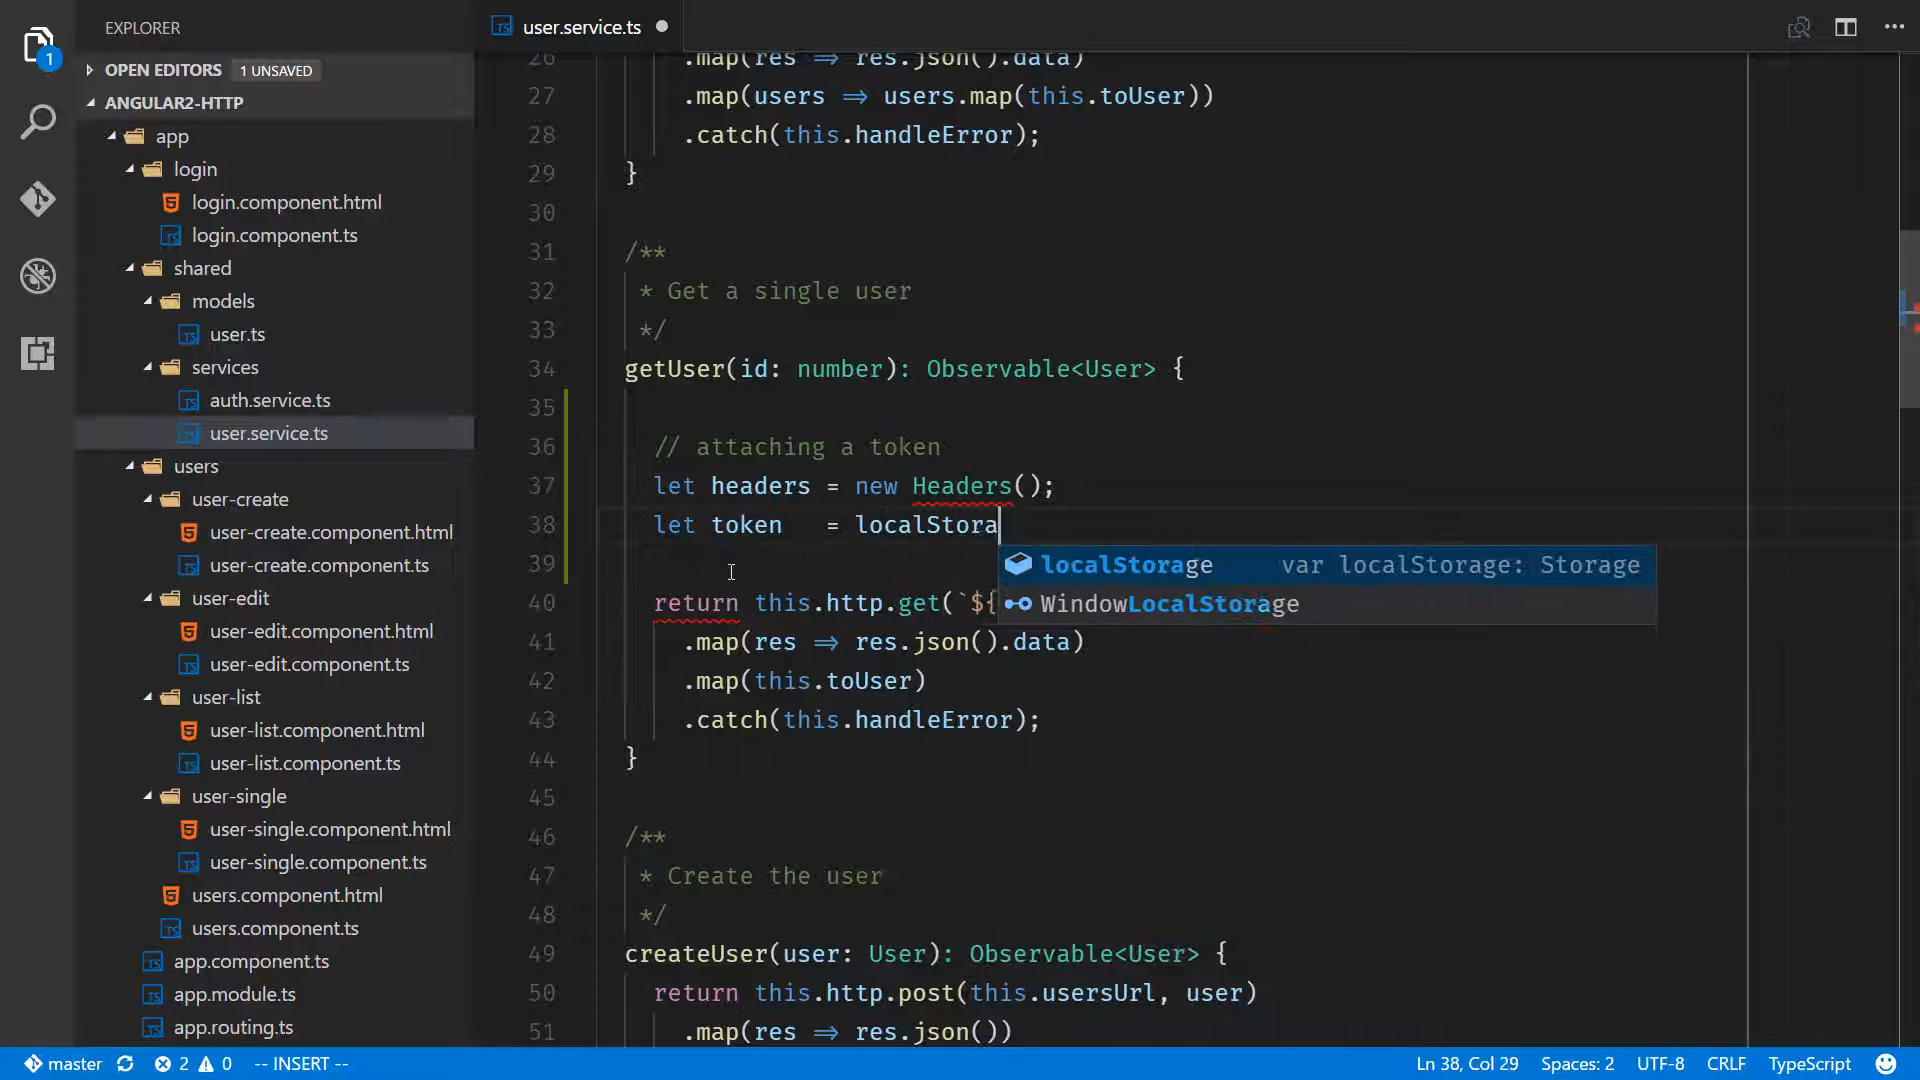 EXPLORER
OPEN EDITORS 1 UNSAVED
ANGULAR2-HTTP
app
login
login.component.html
login.component.ts
shared
models
user.ts
services
auth.service.ts
user.service.ts
users
user-create
user-create.component.html
user-create.component.ts
user-edit
user-edit.component.html
user-edit.component.ts
user-list
user-list.component.html
user-list.component.ts
user-single
user-single.component.html
user-single.component.ts
users.component.html
users.component.ts
app.component.ts
app.module.ts
app.routing.ts
1
user.service.ts
26 .map(res => res.json().data)
27 .map(users => users.map(this.toUser))
28 .catch(this.handleError);
29 }
30
31 /**
32 * Get a single user
33 */
34 getUser(id: number): Observable<User> {
35
36 // attaching a token
37 let headers = new Headers();
38 let token   = localStora
39
40 return this.http.get(`${
41 .map(res => res.json().data)
42 .map(this.toUser)
43 .catch(this.handleError);
44 }
45
46 /**
47 * Create the user
48 */
49 createUser(user: User): Observable<User> {
50 return this.http.post(this.usersUrl, user)
51 .map(res => res.json())
localStorage var localStorage: Storage
WindowLocalStorage
master 2 0 -- INSERT -- Ln 38, Col 29 Spaces: 2 UTF-8 CRLF TypeScript